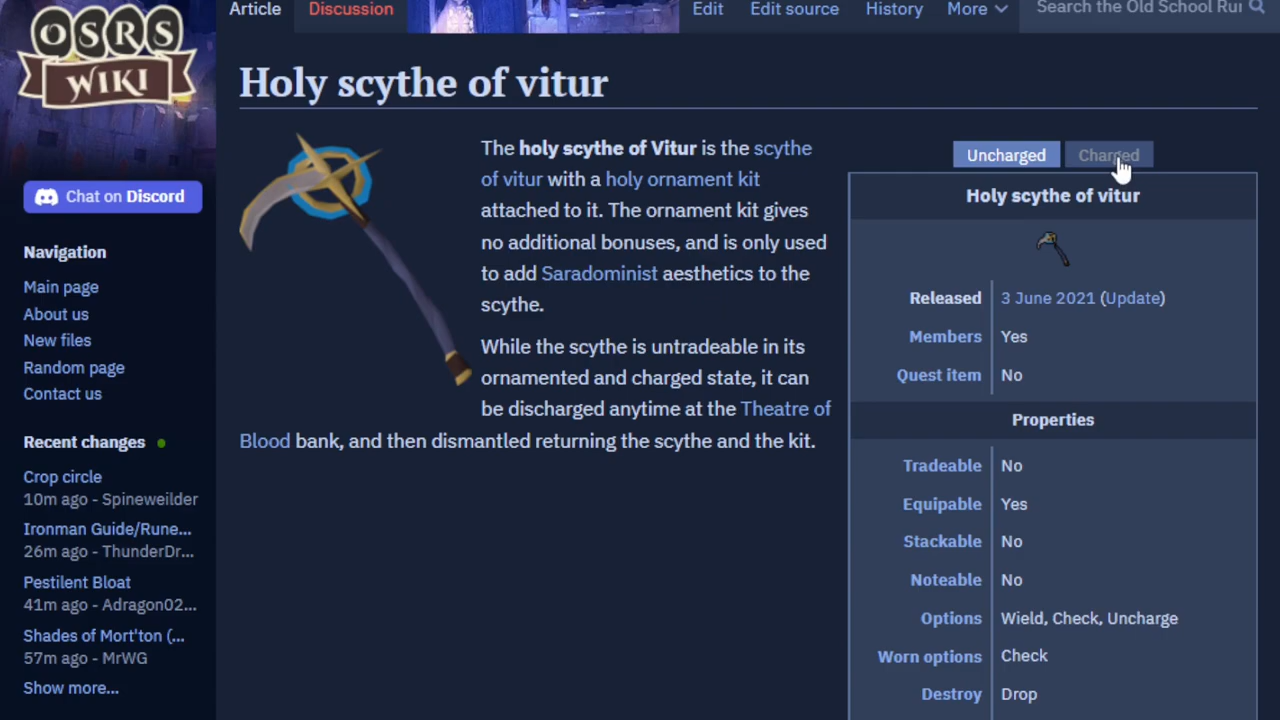 OSRS
WIKI
Article
Discussion
Edit
Edit source
History
More
Search the Old School Rui
Holy scythe of vitur
Chat on Discord
Navigation
Main page
About us
New files
Random page
Contact us
Recent changes
Crop circle
10m ago - Spineweilder
Ironman Guide/Rune...
26m ago - ThunderDr...
Pestilent Bloat
41m ago - Adragon02...
Shades of Mort'ton (...
57m ago - MrWG
Show more...
The holy scythe of Vitur is the scythe
of vitur with a holy ornament kit
attached to it. The ornament kit gives
no additional bonuses, and is only used
to add Saradominist aesthetics to the
scythe.
While the scythe is untradeable in its
ornamented and charged state, it can
be discharged anytime at the Theatre of
Blood bank, and then dismantled returning the scythe and the kit.
Uncharged
Charged
Holy scythe of vitur
Released 3 June 2021 (Update)
Members Yes
Quest item No
Properties
Tradeable No
Equipable Yes
Stackable No
Noteable No
Options Wield, Check, Uncharge
Worn options Check
Destroy Drop